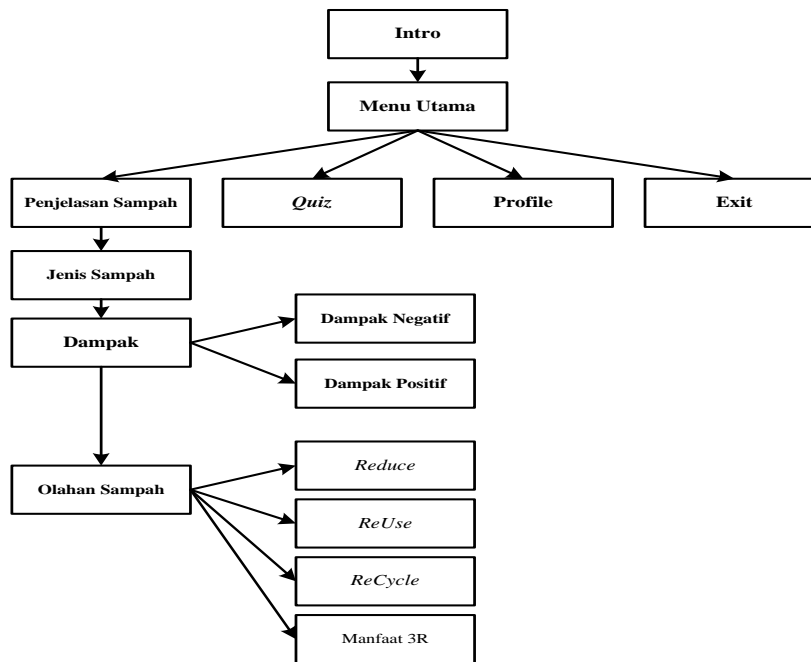 Intro
Menu Utama
Penjelasan Sampah
Quiz
Profile
Exit
Jenis Sampah
Dampak
Dampak Negatif
Dampak Positif
Olahan Sampah
Reduce
ReUse
ReCycle
Manfaat 3R